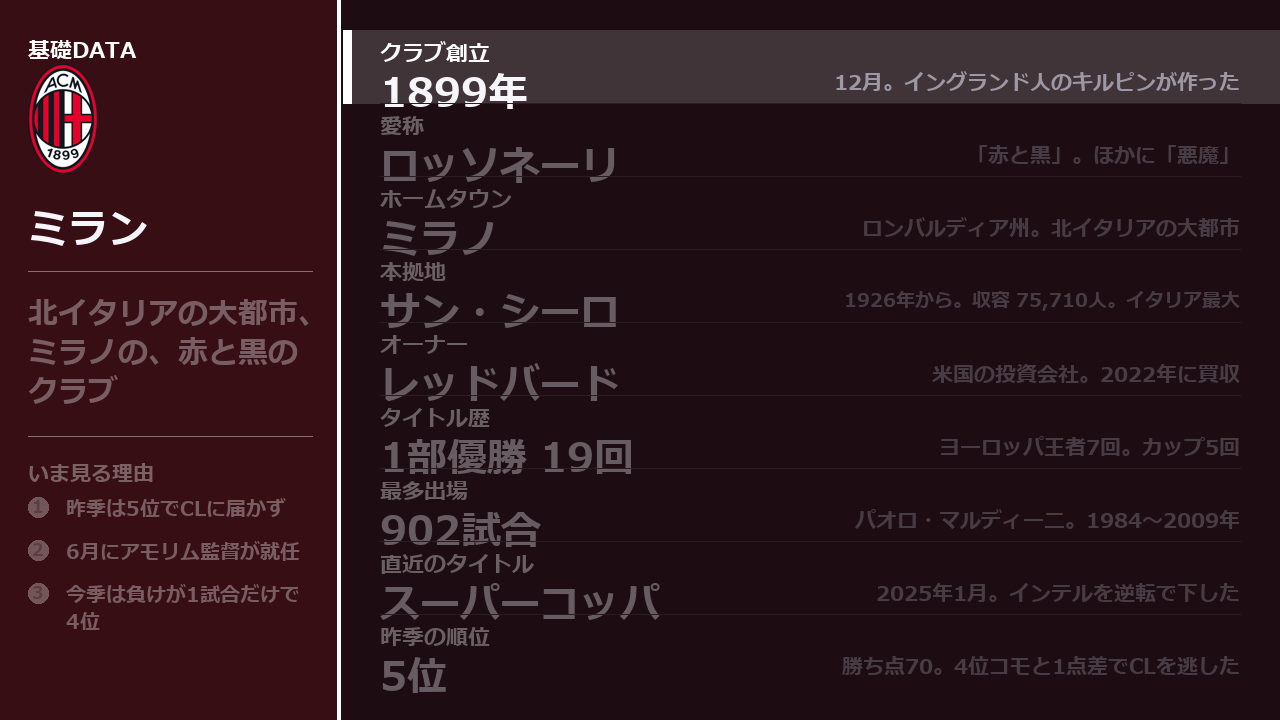 基礎DATA
ACM
1899
ミラン
北イタリアの大都市、
ミラノの、赤と黒の
クラブ
いま見る理由
1 昨季は5位でCLに届かず
2 6月にアモリム監督が就任
3 今季は負けが1試合だけで
4位
クラブ創立
1899年 12月。イングランド人のキルピンが作った
愛称
ロッソネーリ 「赤と黒」。ほかに「悪魔」
ホームタウン
ミラノ ロンバルディア州。北イタリアの大都市
本拠地
サン・シーロ 1926年から。収容 75,710人。イタリア最大
オーナー
レッドバード 米国の投資会社。2022年に買収
タイトル歴
1部優勝 19回 ヨーロッパ王者7回。カップ5回
最多出場
902試合 パオロ・マルディーニ。1984〜2009年
直近のタイトル
スーパーコッパ 2025年1月。インテルを逆転で下した
昨季の順位
5位 勝ち点70。4位コモと1点差でCLを逃した